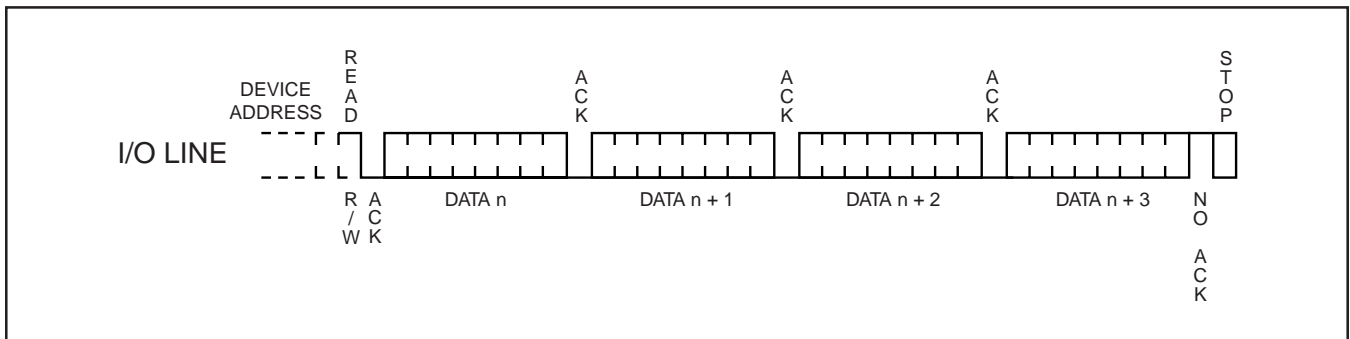 READ
ACK
ACK
ACK
STOP
DEVICE
ADDRESS
I/O LINE
R/W
ACK
DATA n
DATA n + 1
DATA n + 2
DATA n + 3
NO ACK